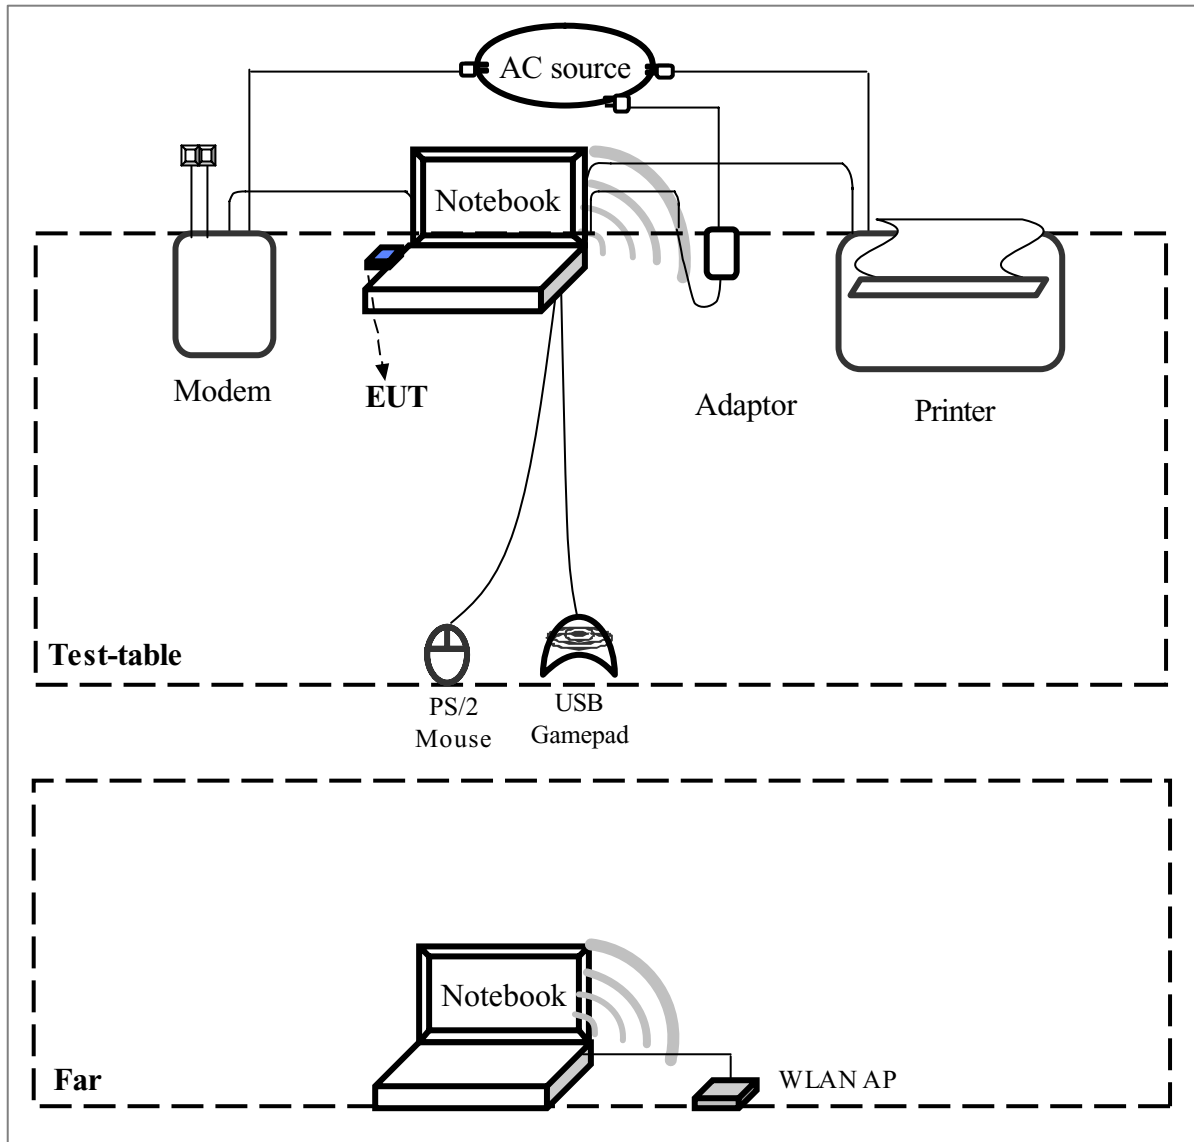 AC source
Notebook
Modem
EUT
Adaptor
Printer
Test-table
PS/2
Mouse
USB
Gamepad
Notebook
Far
WLAN AP